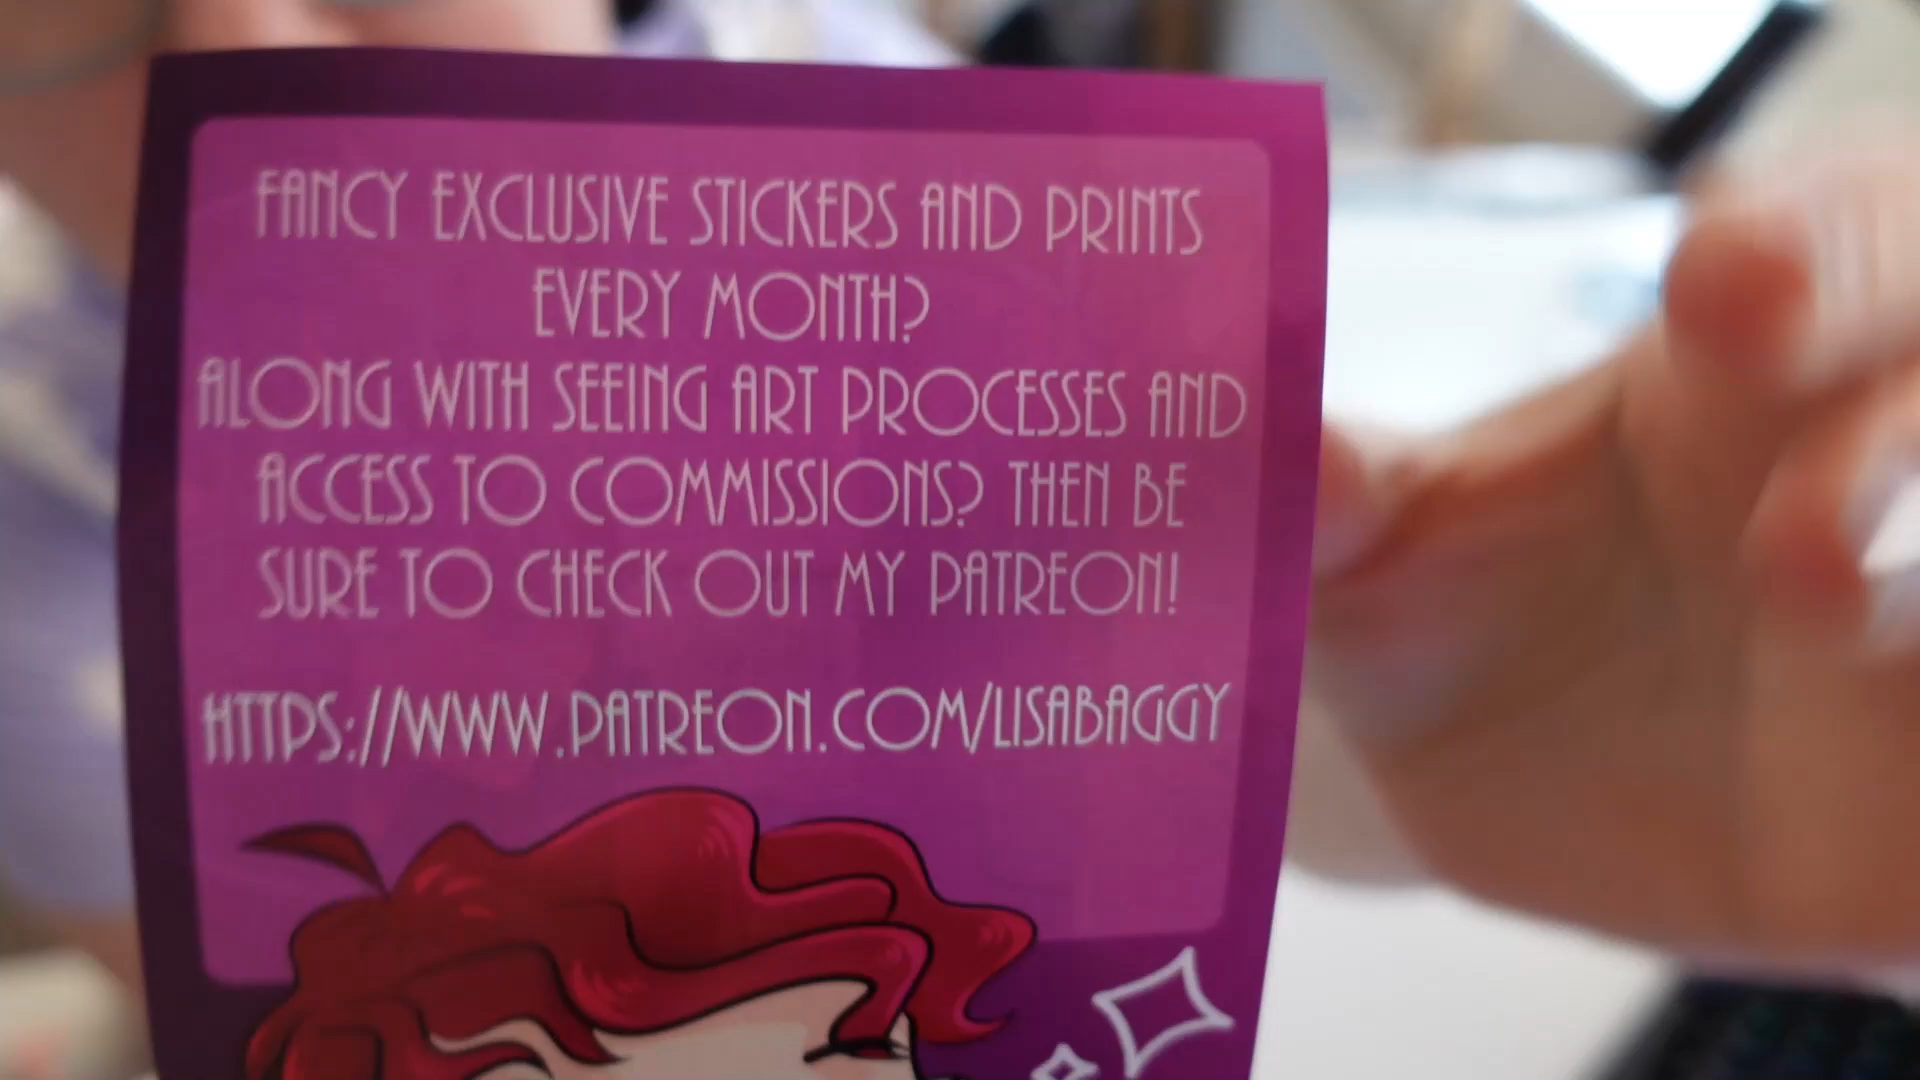 FANCY EXCLUSIVE STICKERS AND PRINTS
EVERY MONTH?
ALONG WITH SEEING ART PROCESSES AND
ACCESS TO COMMISSIONS? THEN BE
SURE TO CHECK OUT MY PATREON!
HTTPS://WWW.PATREON.COM/LISABAGGY